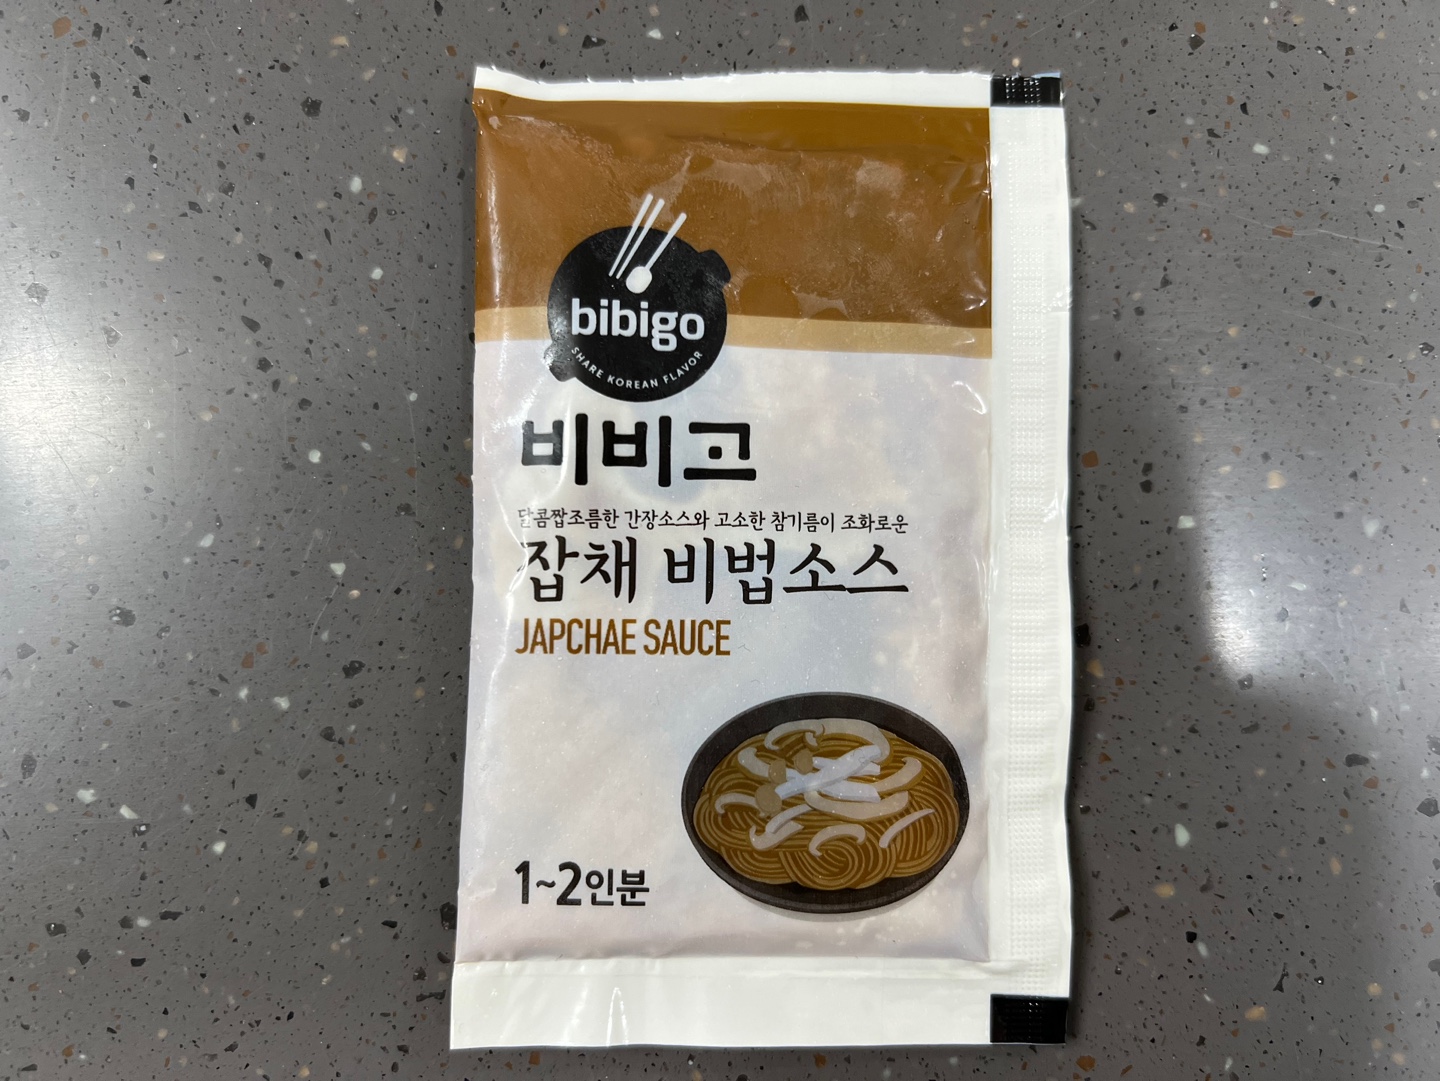 bibigo
SHARE KOREAN FLAVOR
비비고
달콤짭조름한 간장소스와 고소한 참기름이 조화로운
잡채 비법소스
JAPCHAE SAUCE
1~2인분